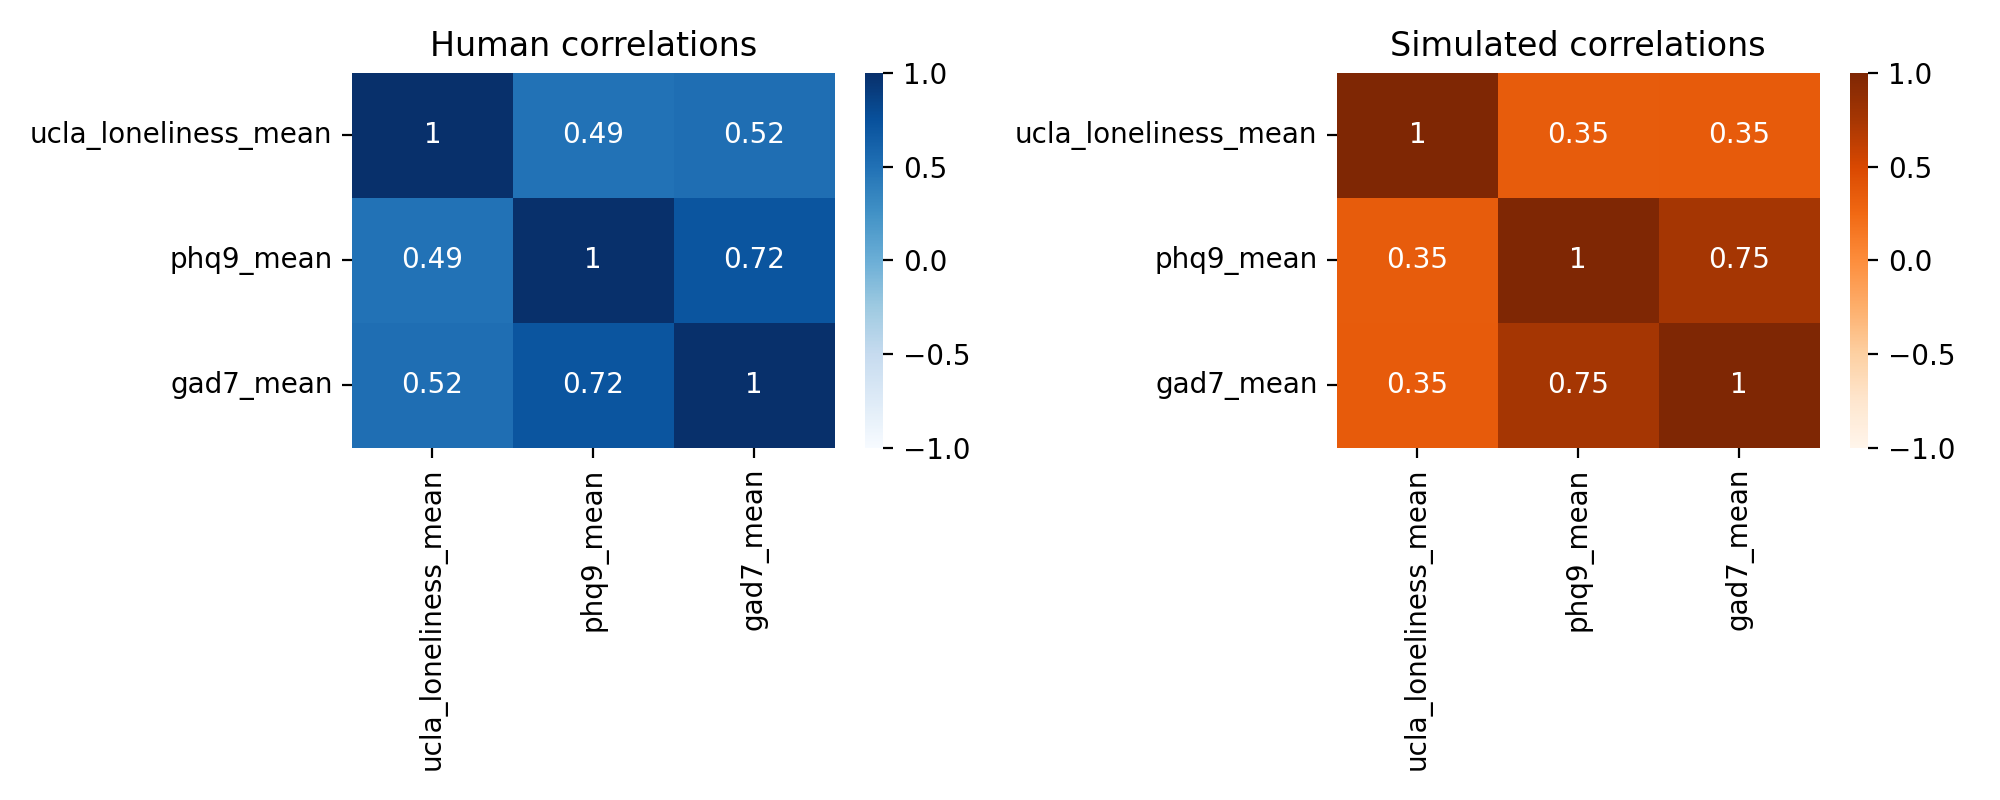 Human correlations
ucla_loneliness_mean
phq9_mean
gad7_mean
1 0.49 0.52
0.49 1 0.72
0.52 0.72 1
ucla_loneliness_mean
phq9_mean
gad7_mean
1.0
0.5
0.0
−0.5
−1.0
Simulated correlations
ucla_loneliness_mean
phq9_mean
gad7_mean
1 0.35 0.35
0.35 1 0.75
0.35 0.75 1
ucla_loneliness_mean
phq9_mean
gad7_mean
1.0
0.5
0.0
−0.5
−1.0